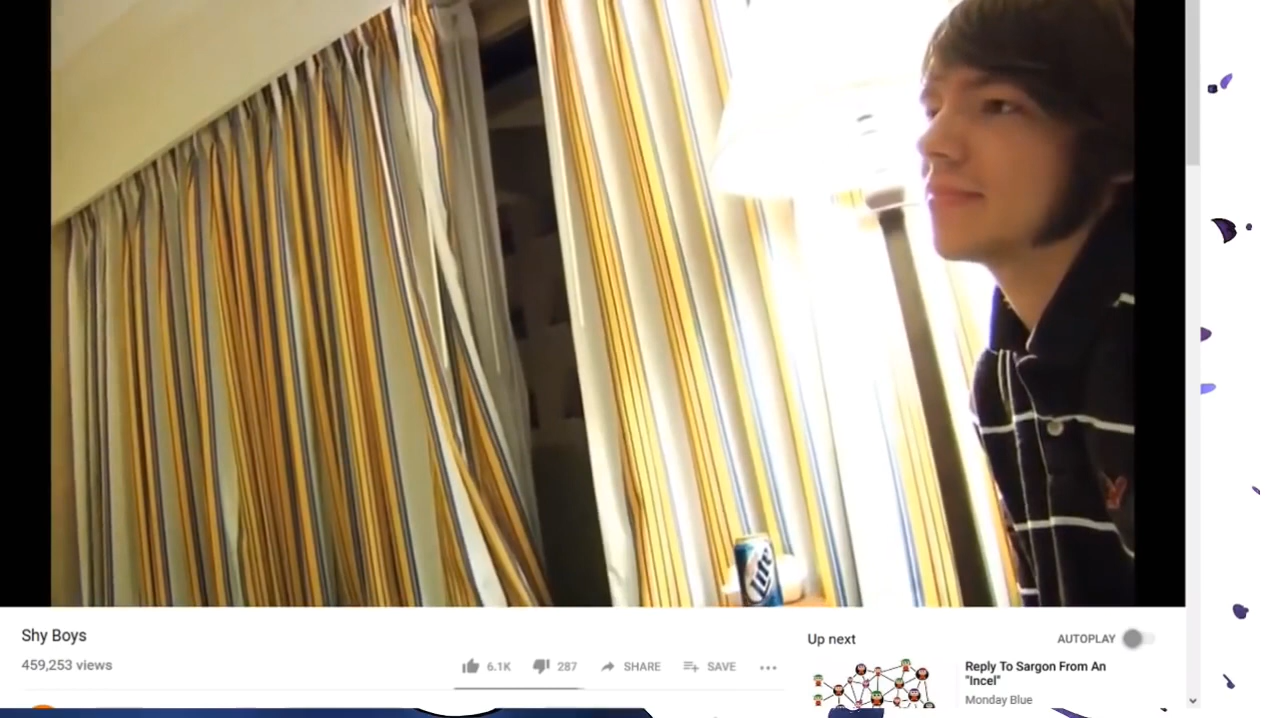 Lite
Shy Boys
459,253 views
6.1K
287
SHARE
SAVE
Up next
AUTOPLAY
Reply To Sargon From An
"Incel"
Monday Blue